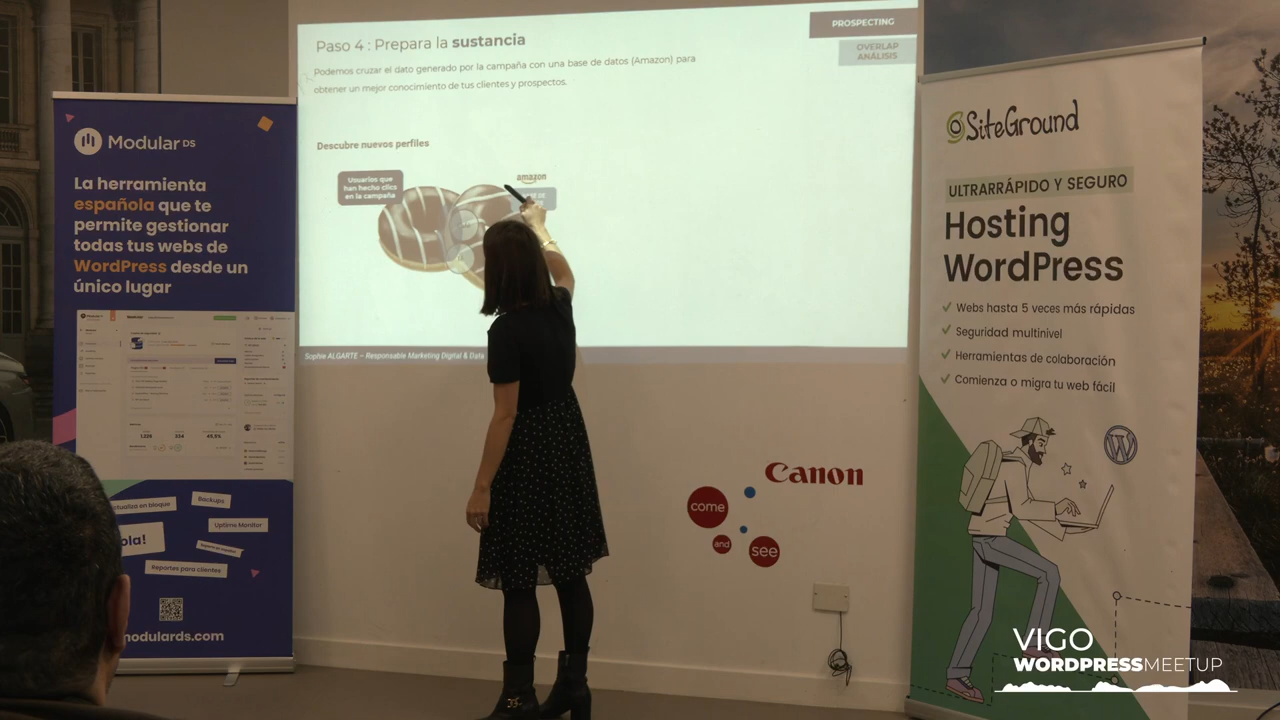 Paso 4 : Prepara la sustancia
PROSPECTING
OVERLAP
ANÁLISIS
Podemos cruzar el dato generado por la campaña con una base de datos (Amazon) para
obtener un mejor conocimiento de tus clientes y prospectos.
Descubre nuevos perfiles
Usuarios que
han hecho clics
en la campaña
amazon
Sophie ALGARTE – Responsable Marketing Digital & Data
Modular DS
La herramienta
española que te
permite gestionar
todas tus webs de
WordPress desde un
único lugar
Backups
Uptime Monitor
Reportes para clientes
modulards.com
Canon
come
and
see
SiteGround
ULTRARRÁPIDO Y SEGURO
Hosting
WordPress
Webs hasta 5 veces más rápidas
Seguridad multinivel
Herramientas de colaboración
Comienza o migra tu web fácil
VIGO
WORDPRESSMEETUP